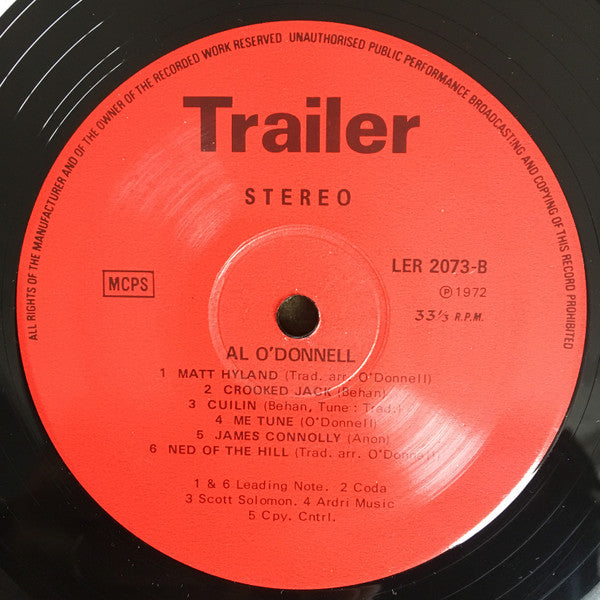 ALL RIGHTS OF THE MANUFACTURER AND OF THE OWNER OF THE RECORDED WORK RESERVED UNAUTHORISED PUBLIC PERFORMANCE BROADCASTING AND COPYING OF THIS RECORD PROHIBITED
Trailer
STEREO
MCPS
LER 2073-B
℗ 1972
33⅓ R.P.M.
AL O'DONNELL
1 MATT HYLAND (Trad. arr. O'Donnell)
2 CROOKED JACK (Behan)
3 CUILIN (Behan, Tune : Trad.)
4 ME TUNE (O'Donnell)
5 JAMES CONNOLLY (Anon)
6 NED OF THE HILL (Trad. arr. O'Donnell)
1 & 6 Leading Note. 2 Coda
3 Scott Solomon. 4 Ardri Music
5 Cpy. Cntrl.